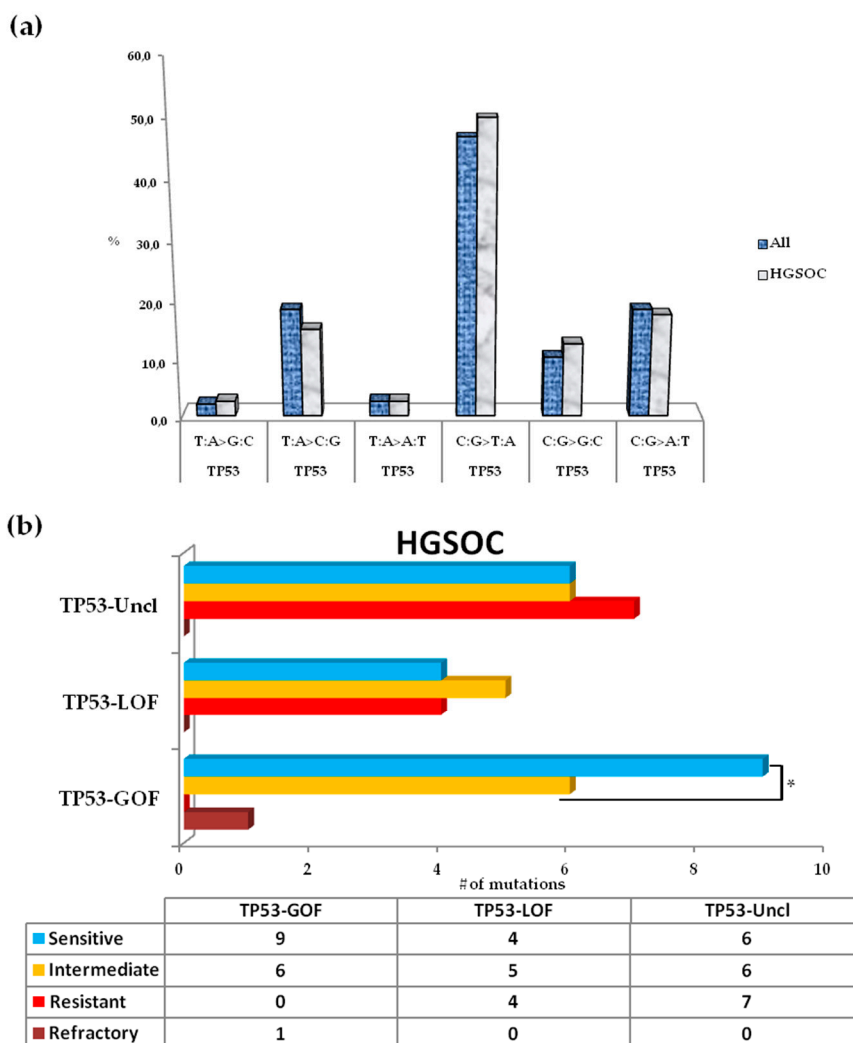 (a)
60,0
50,0
40,0
30,0
20,0
10,0
0,0
%
All
HGSOC
T:A>G:C T:A>C:G T:A>A:T C:G>T:A C:G>G:C C:G>A:T
TP53 TP53 TP53 TP53 TP53 TP53
(b)
HGSOC
TP53-Uncl
TP53-LOF
TP53-GOF
*
0 2 4 6 8 10
# of mutations
TP53-GOF TP53-LOF TP53-Uncl
Sensitive 9 4 6
Intermediate 6 5 6
Resistant 0 4 7
Refractory 1 0 0